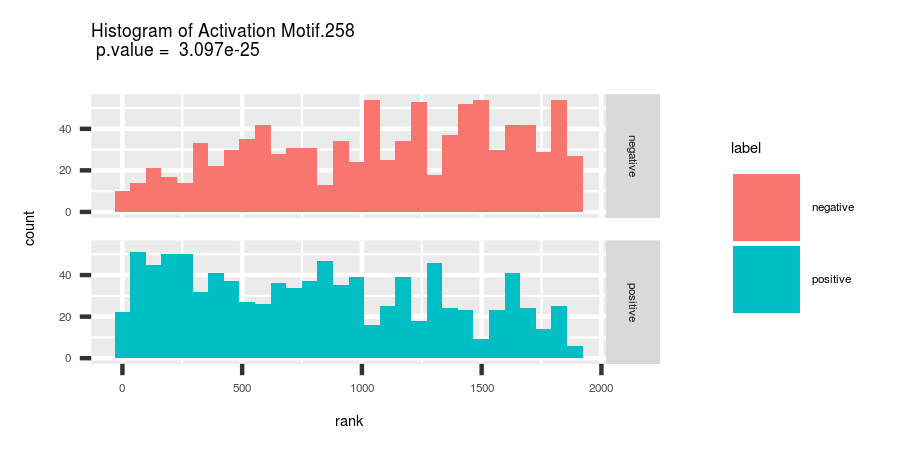 Histogram of Activation Motif.258
p.value = 3.097e-25
count
40
20
0
negative
40
20
0
positive
0 500 1000 1500 2000
rank
label
negative
positive